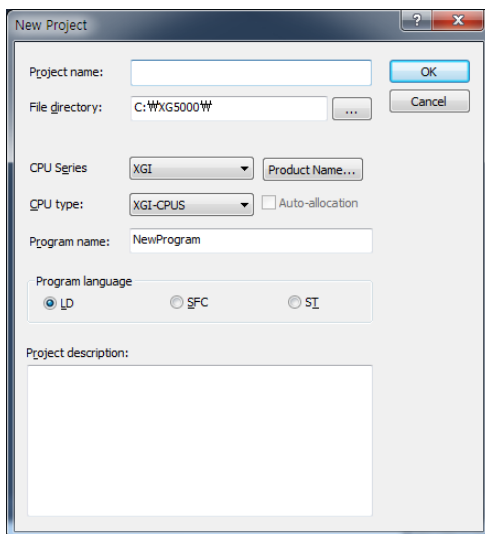 New Project
?
X
Project name:
OK
File directory:
C:₩XG5000₩
...
Cancel
CPU Series
XGI
Product Name...
CPU type:
XGI-CPUS
Auto-allocation
Program name:
NewProgram
Program language
LD
SFC
ST
Project description: